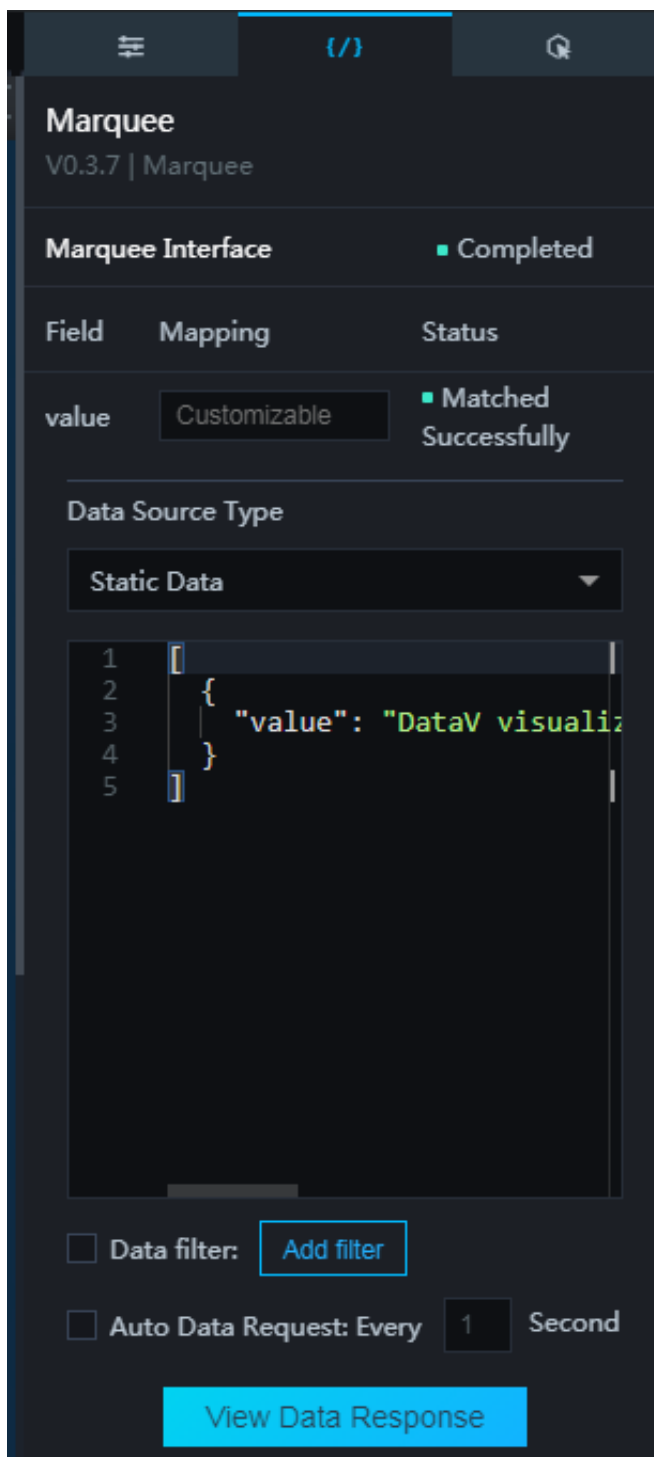 {/}
Marquee
V0.3.7 | Marquee
Marquee Interface Completed
Field Mapping Status
value Customizable Matched Successfully
Data Source Type
Static Data
1 [
2 {
3 "value": "DataV visualiz
4 }
5 ]
Data filter: Add filter
Auto Data Request: Every 1 Second
View Data Response